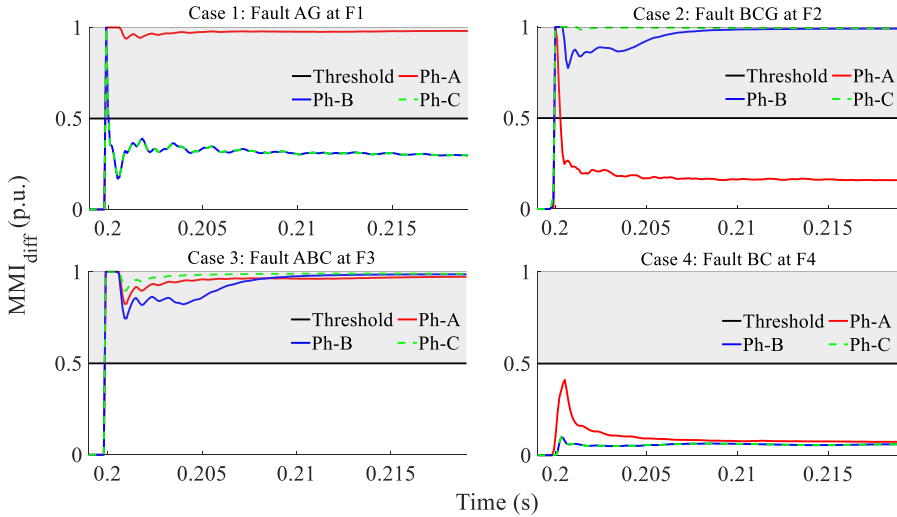 Case 1: Fault AG at F1
1
0.5
0
Threshold
Ph-A
Ph-B
Ph-C
0.2
0.205
0.21
0.215
Case 2: Fault BCG at F2
1
0.5
0
Threshold
Ph-A
Ph-B
Ph-C
0.2
0.205
0.21
0.215
Case 3: Fault ABC at F3
1
0.5
0
Threshold
Ph-A
Ph-B
Ph-C
0.2
0.205
0.21
0.215
Case 4: Fault BC at F4
1
0.5
0
Threshold
Ph-A
Ph-B
Ph-C
0.2
0.205
0.21
0.215
MMI_diff (p.u.)
Time (s)